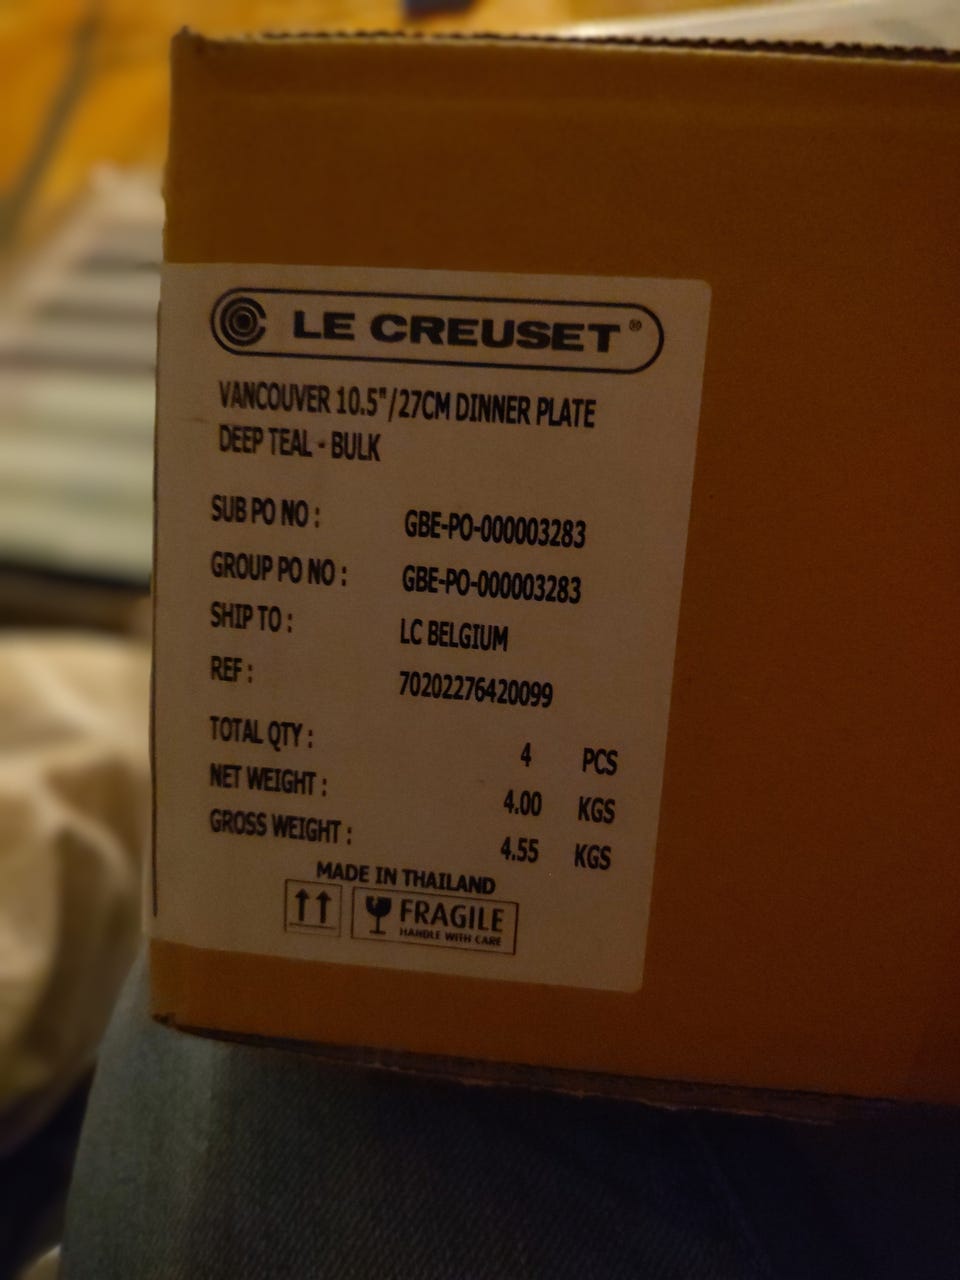 LE CREUSET®
VANCOUVER 10.5"/27CM DINNER PLATE
DEEP TEAL - BULK
SUB PO NO : GBE-PO-000003283
GROUP PO NO : GBE-PO-000003283
SHIP TO : LC BELGIUM
REF : 70202276420099
TOTAL QTY : 4 PCS
NET WEIGHT : 4.00 KGS
GROSS WEIGHT : 4.55 KGS
MADE IN THAILAND
FRAGILE
HANDLE WITH CARE